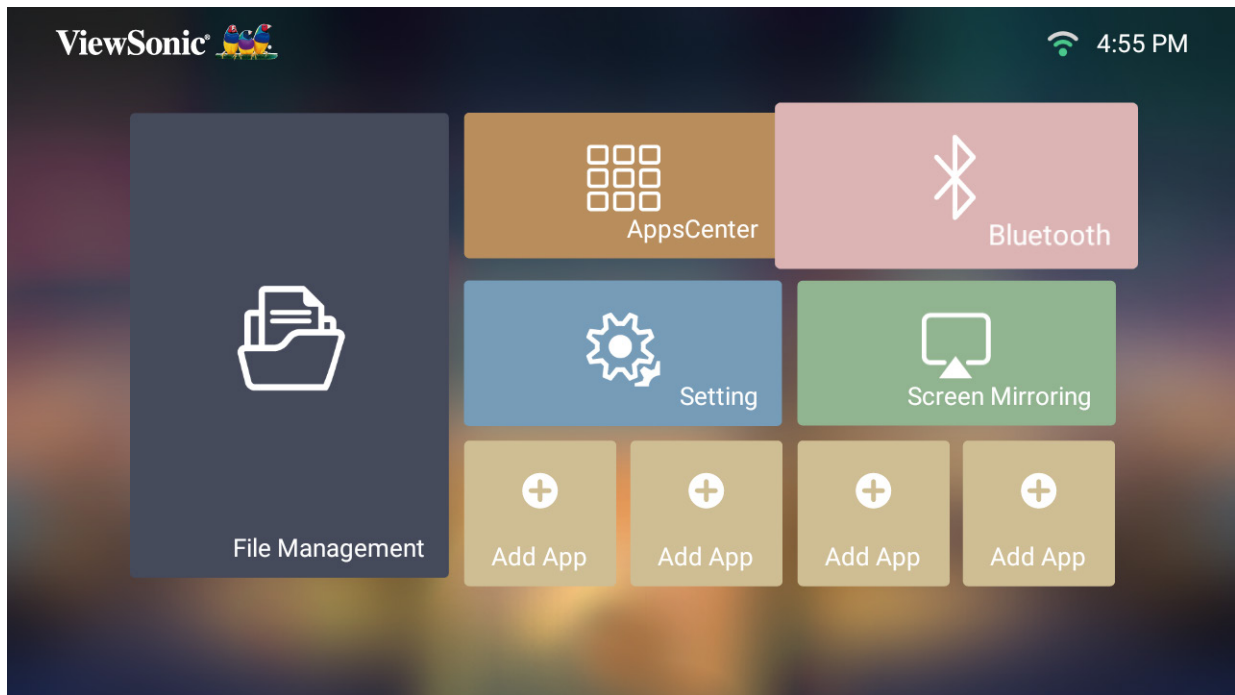 ViewSonic®
4:55 PM
AppsCenter
Bluetooth
Setting
Screen Mirroring
File Management
Add App
Add App
Add App
Add App